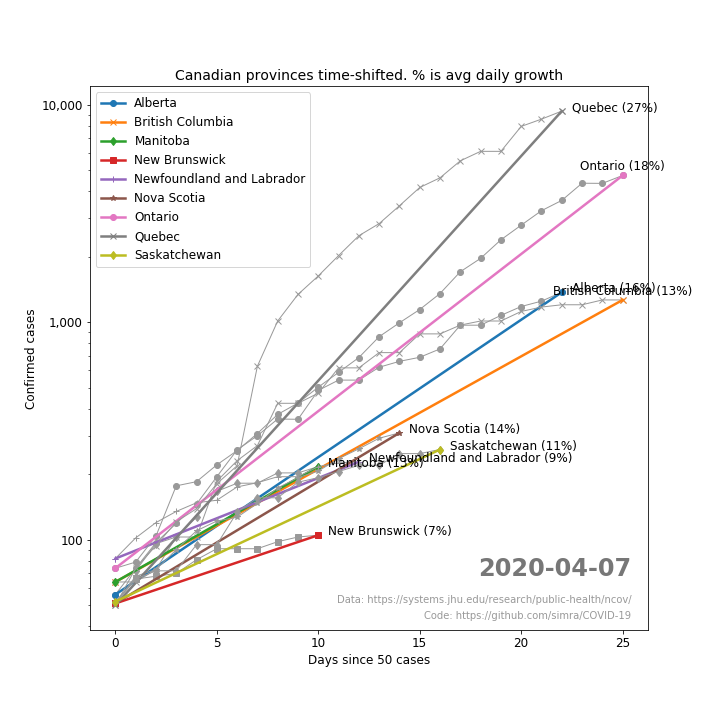 Canadian provinces time-shifted. % is avg daily growth
10,000
1,000
100
Confirmed cases
Alberta
British Columbia
Manitoba
New Brunswick
Newfoundland and Labrador
Nova Scotia
Ontario
Quebec
Saskatchewan
Quebec (27%)
Ontario (18%)
Alberta (16%)
British Columbia (13%)
Nova Scotia (14%)
Saskatchewan (11%)
Newfoundland and Labrador (9%)
Manitoba (13%)
New Brunswick (7%)
2020-04-07
Data: https://systems.jhu.edu/research/public-health/ncov/
Code: https://github.com/simra/COVID-19
0 5 10 15 20 25
Days since 50 cases